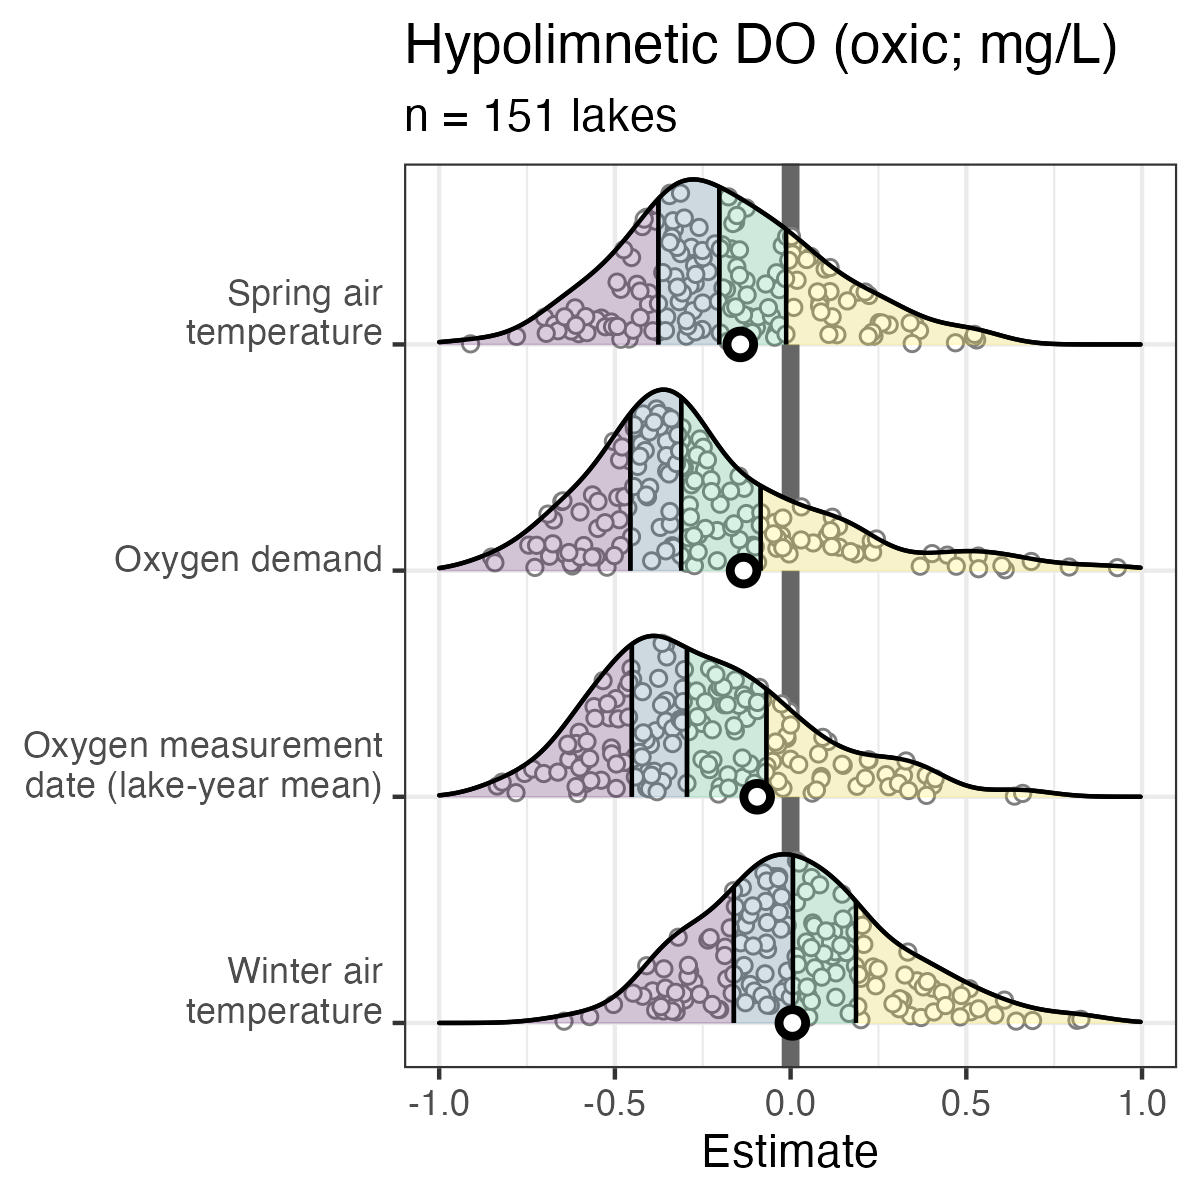 Hypolimnetic DO (oxic; mg/L)
n = 151 lakes
Spring air
temperature
Oxygen demand
Oxygen measurement
date (lake-year mean)
Winter air
temperature
-1.0 -0.5 0.0 0.5 1.0
Estimate